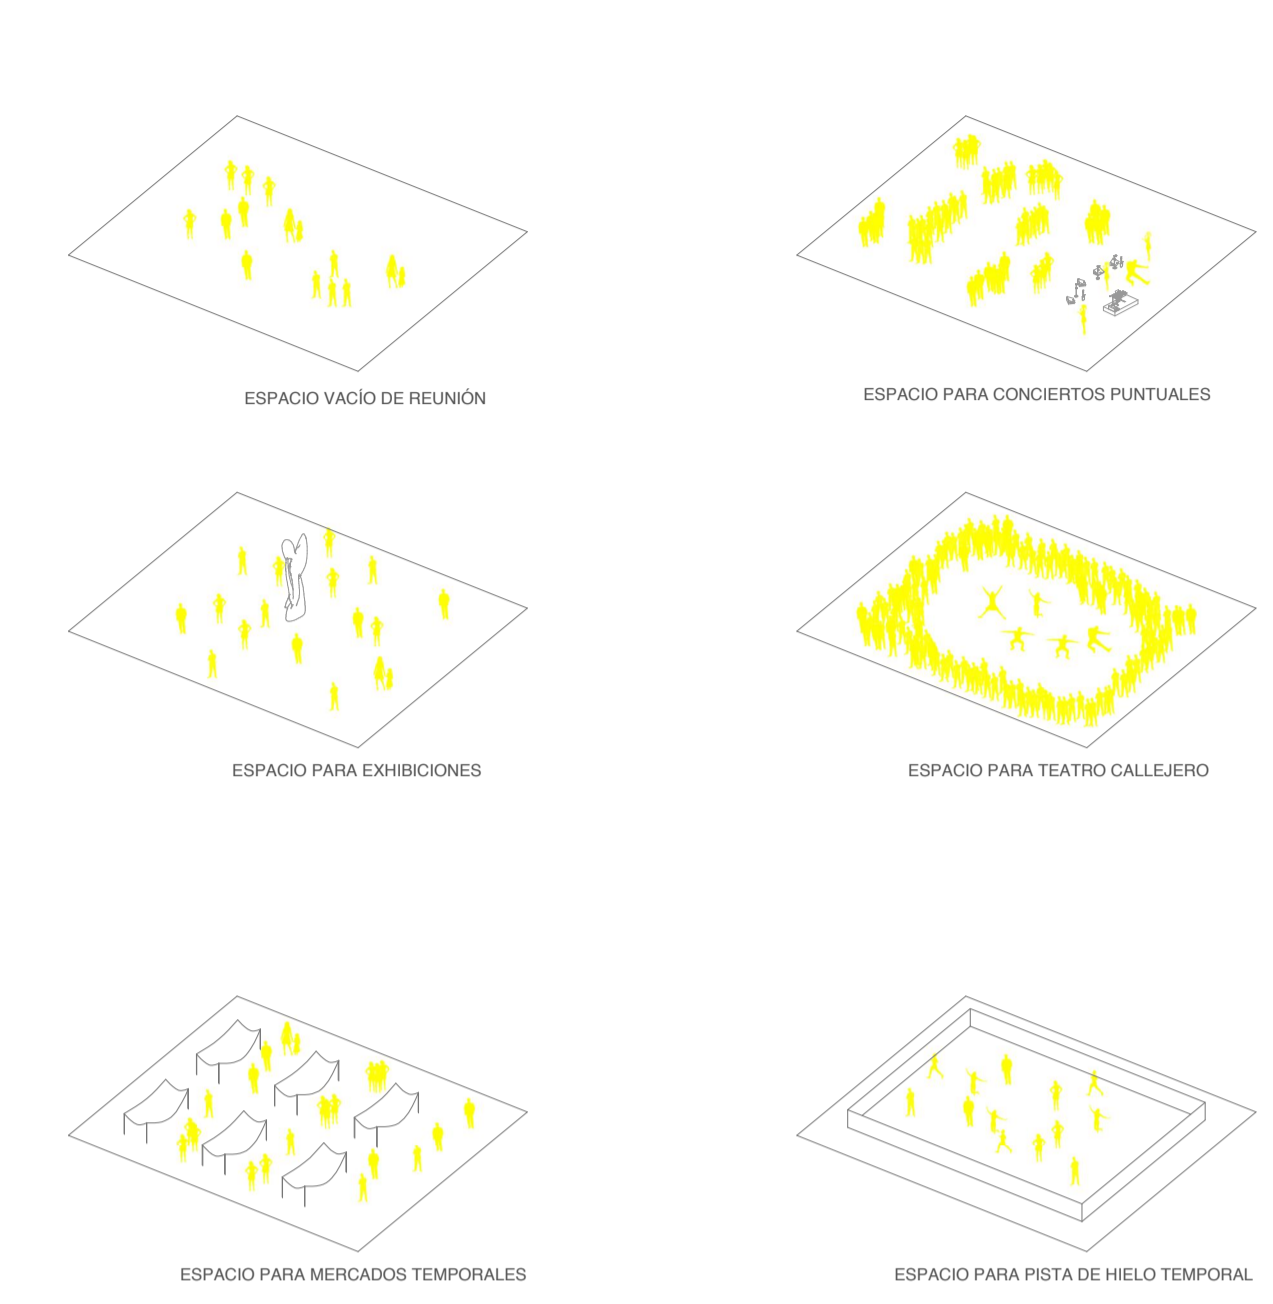 ESPACIO VACÍO DE REUNIÓN
ESPACIO PARA CONCIERTOS PUNTUALES
ESPACIO PARA EXHIBICIONES
ESPACIO PARA TEATRO CALLEJERO
ESPACIO PARA MERCADOS TEMPORALES
ESPACIO PARA PISTA DE HIELO TEMPORAL